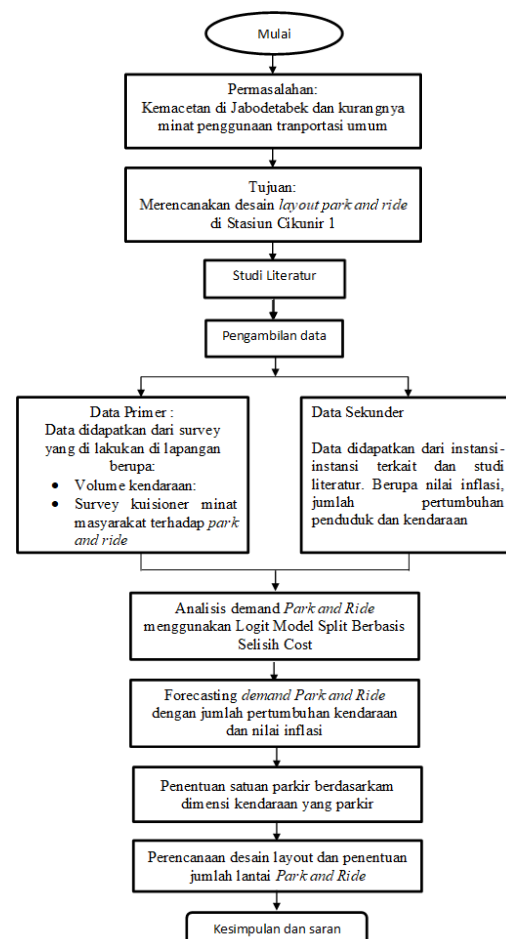 Mulai
Permasalahan:
Kemacetan di Jabodetabek dan kurangnya
minat penggunaan tranportasi umum
Tujuan:
Merencanakan desain layout park and ride
di Stasiun Cikunir 1
Studi Literatur
Pengambilan data
Data Primer :
Data didapatkan dari survey
yang di lakukan di lapangan
berupa:
• Volume kendaraan:
• Survey kuisioner minat
masyarakat terhadap park
and ride
Data Sekunder
Data didapatkan dari instansi-
instansi terkait dan studi
literatur. Berupa nilai inflasi,
jumlah pertumbuhan
penduduk dan kendaraan
Analisis demand Park and Ride
menggunakan Logit Model Split Berbasis
Selisih Cost
Forecasting demand Park and Ride
dengan jumlah pertumbuhan kendaraan
dan nilai inflasi
Penentuan satuan parkir berdasarkam
dimensi kendaraan yang parkir
Perencanaan desain layout dan penentuan
jumlah lantai Park and Ride
Kesimpulan dan saran